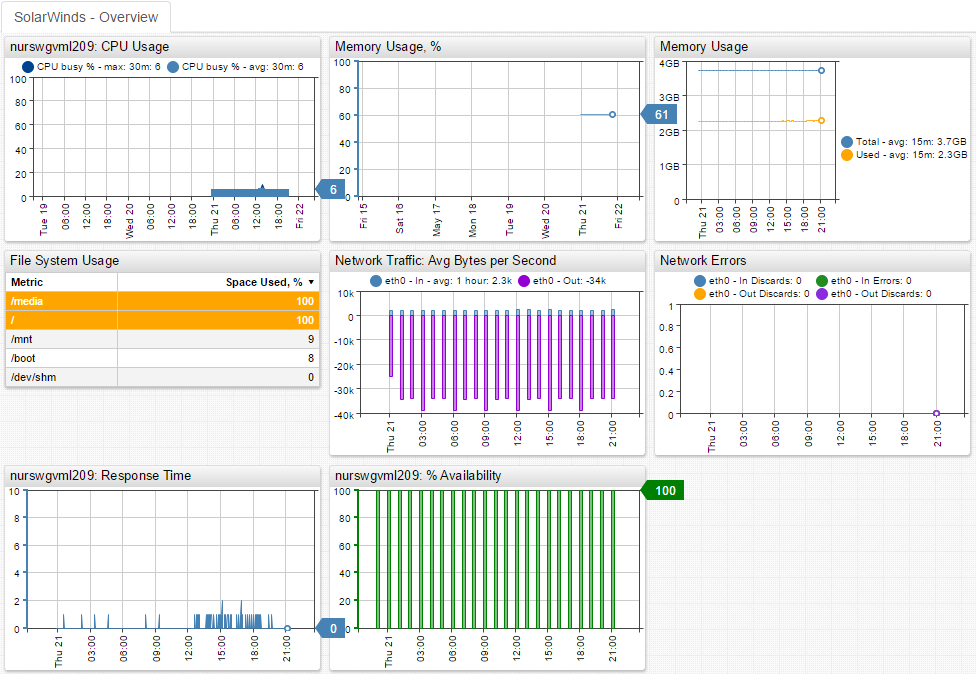 SolarWinds - Overview
nurswgvml209: CPU Usage
CPU busy % - max: 30m: 6 CPU busy % - avg: 30m: 6
100
80
60
40
20
0
Tue 19 06:00 12:00 18:00 Wed 20 06:00 12:00 18:00 Thu 21 06:00 12:00 18:00 Fri 22
6
Memory Usage, %
100
80
60
40
20
0
Fri 15 Sat 16 May 17 Mon 18 Tue 19 Wed 20 Thu 21 Fri 22
61
Memory Usage
4GB
3GB
2GB
1GB
0
Thu 21 03:00 06:00 09:00 12:00 15:00 18:00 21:00
Total - avg: 15m: 3.7GB
Used - avg: 15m: 2.3GB
File System Usage
Metric Space Used, % ▼
/media 100
/ 100
/mnt 9
/boot 8
/dev/shm 0
Network Traffic: Avg Bytes per Second
eth0 - In - avg: 1 hour: 2.3k eth0 - Out: -34k
10k
0
-10k
-20k
-30k
-40k
Thu 21 03:00 06:00 09:00 12:00 15:00 18:00 21:00
Network Errors
eth0 - In Discards: 0 eth0 - In Errors: 0
eth0 - Out Discards: 0 eth0 - Out Discards: 0
1
0.8
0.6
0.4
0.2
0
Thu 21 03:00 06:00 09:00 12:00 15:00 18:00 21:00
nurswgvml209: Response Time
10
8
6
4
2
0
Thu 21 03:00 06:00 09:00 12:00 15:00 18:00 21:00
0
nurswgvml209: % Availability
100
80
60
40
20
0
Thu 21 03:00 06:00 09:00 12:00 15:00 18:00 21:00
100